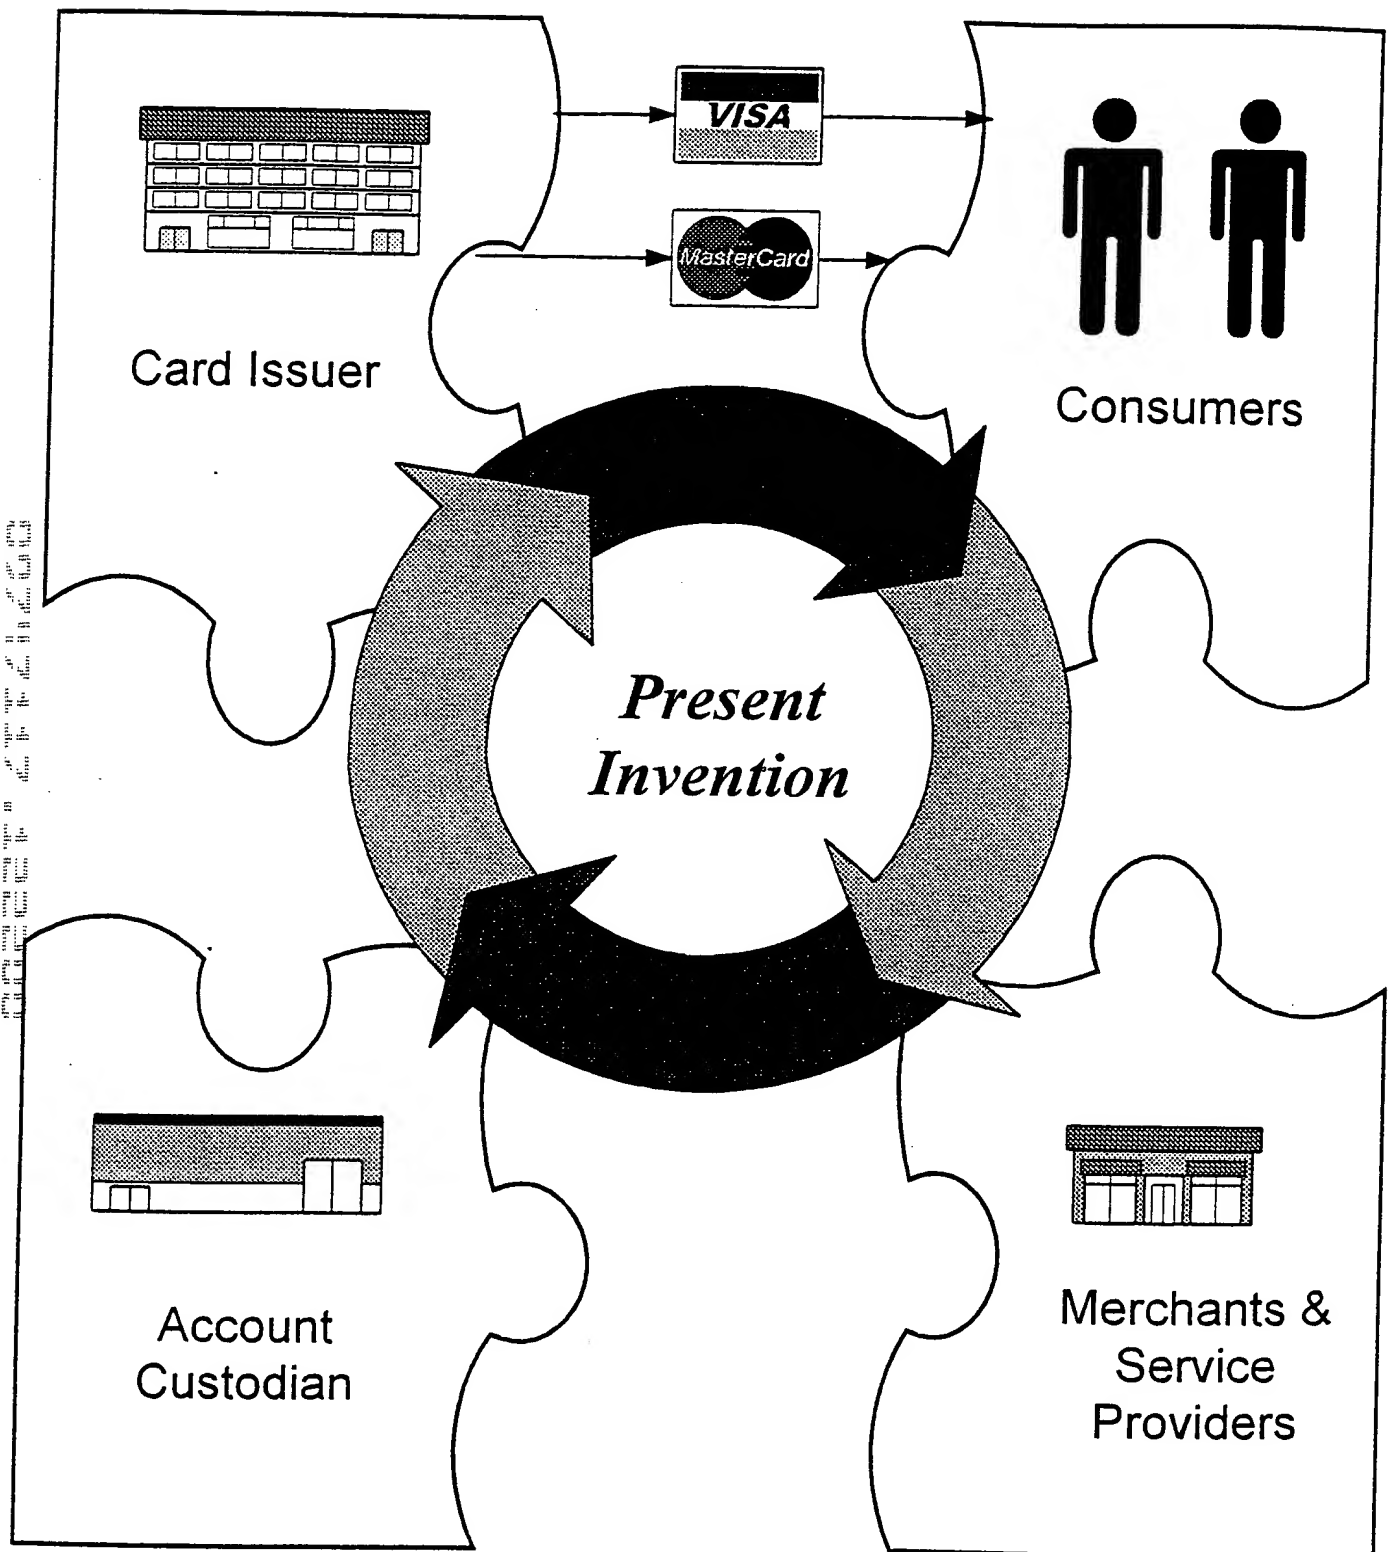 VISA
MasterCard
Card Issuer
Consumers
Present
Invention
Account
Custodian
Merchants &
Service
Providers